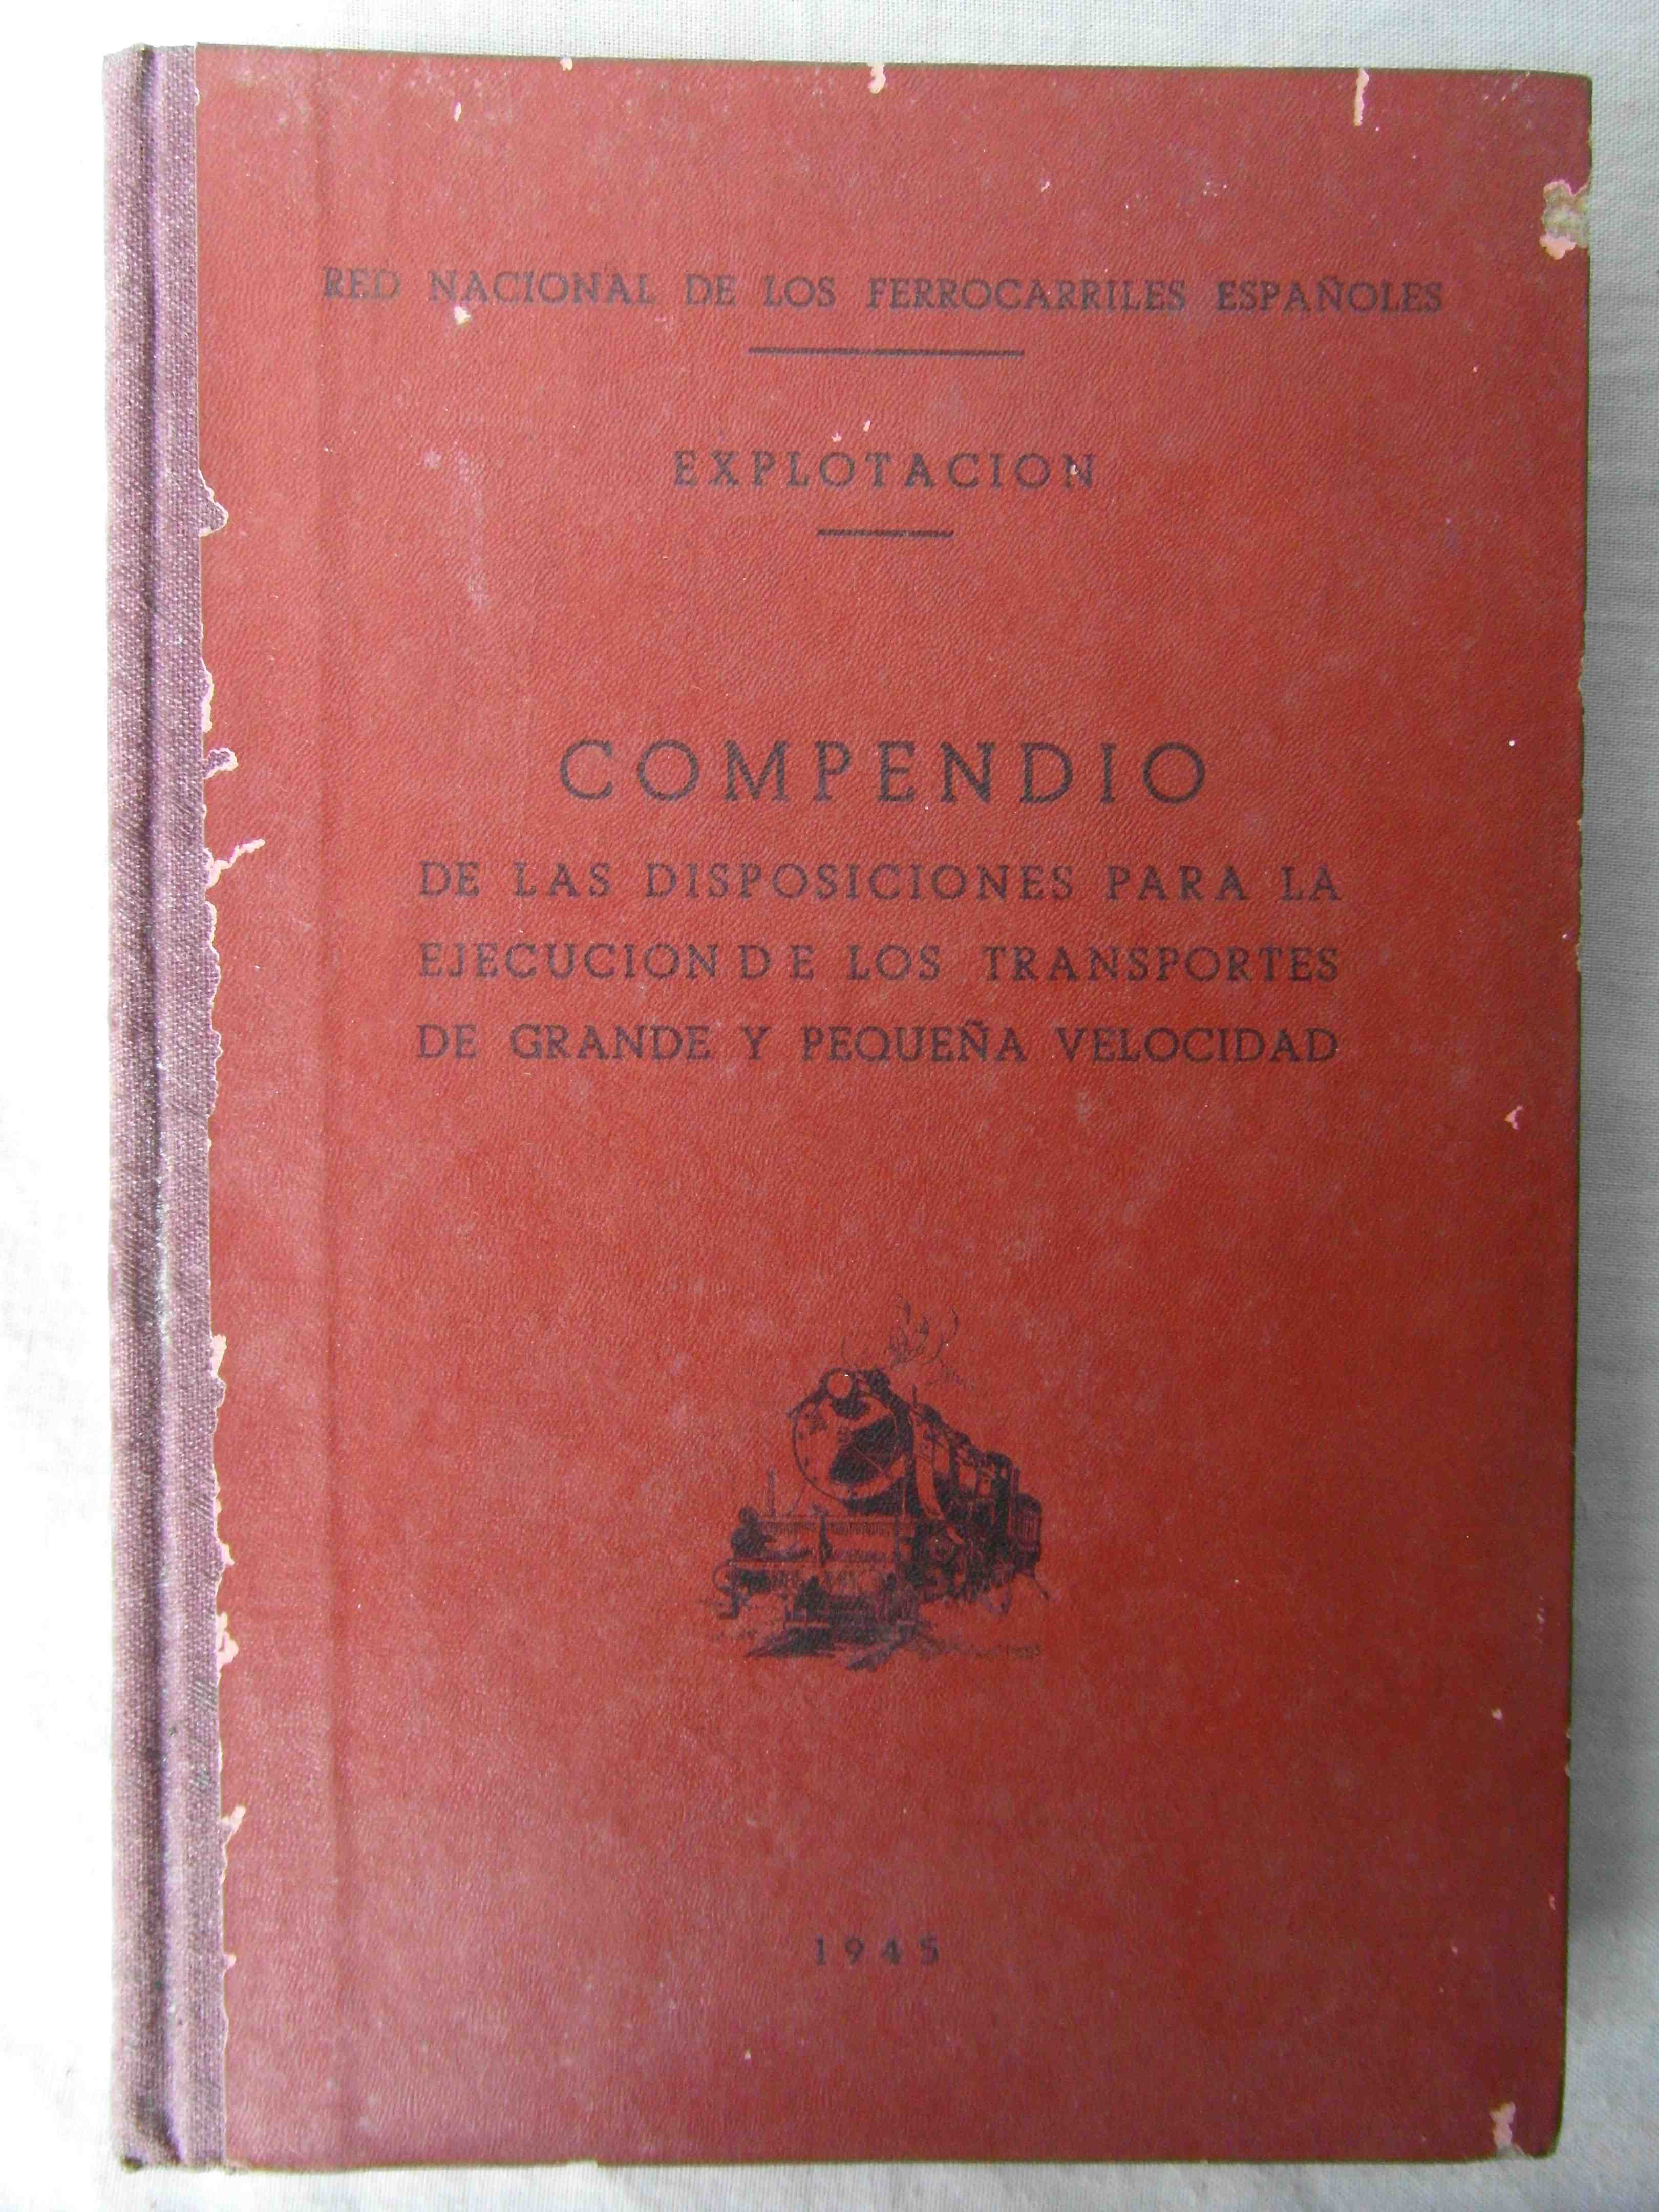 RED NACIONAL DE LOS FERROCARRILES ESPAÑOLES
EXPLOTACION
COMPENDIO
DE LAS DISPOSICIONES PARA LA
EJECUCION DE LOS TRANSPORTES
DE GRANDE Y PEQUEÑA VELOCIDAD
1945